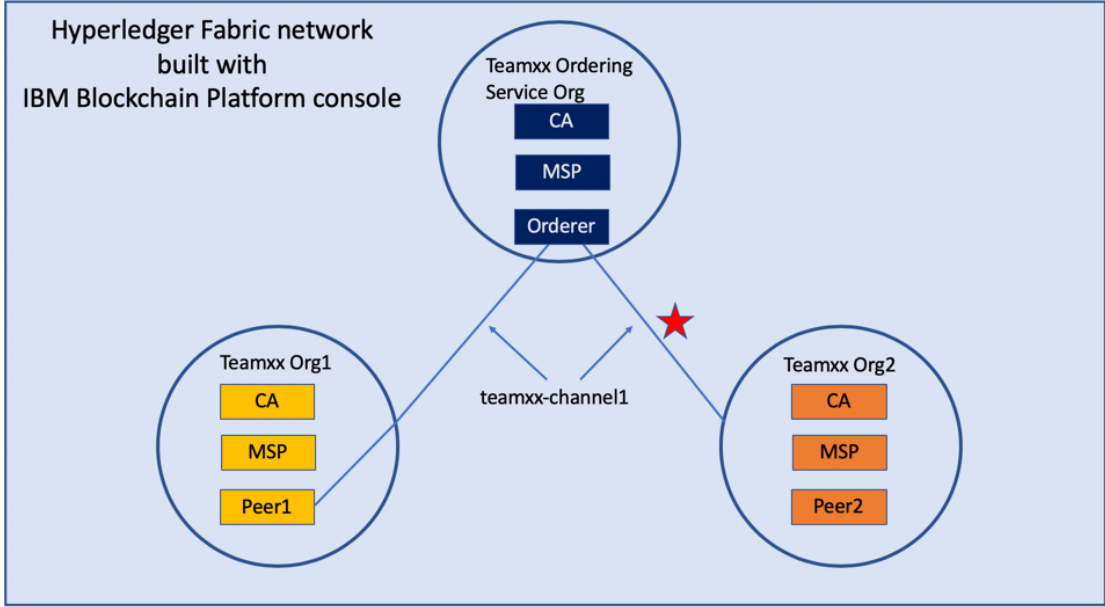 Hyperledger Fabric network
built with
IBM Blockchain Platform console
Teamxx Ordering
Service Org
CA
MSP
Orderer
Teamxx Org1
CA
MSP
Peer1
teamxx-channel1
Teamxx Org2
CA
MSP
Peer2